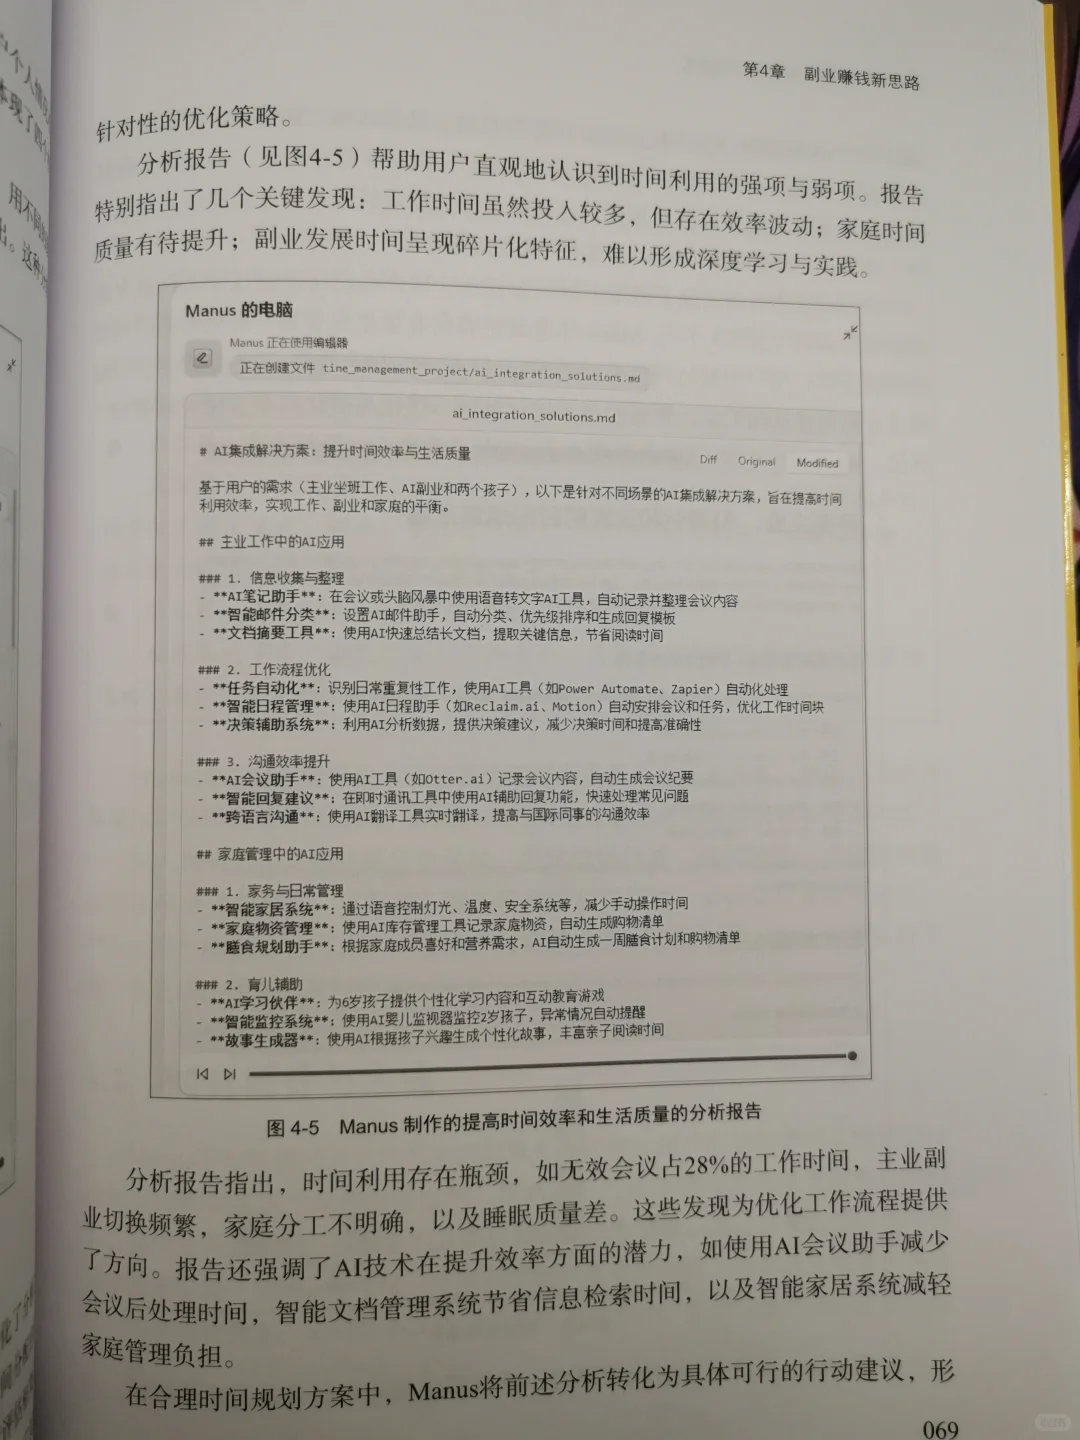 第4章 副业赚钱新思路
针对性的优化策略。
分析报告（见图4-5）帮助用户直观地认识到时间利用的强项与弱项。报告
特别指出了几个关键发现：工作时间虽然投入较多，但存在效率波动；家庭时间
质量有待提升；副业发展时间呈现碎片化特征，难以形成深度学习与实践。
Manus 的电脑
Manus 正在使用编辑器
正在创建文件 tine_management_project/ai_integration_solutions.md
ai_integration_solutions.md
# AI集成解决方案：提升时间效率与生活质量
Diff Original Modified
基于用户的需求（主业坐班工作、AI副业和两个孩子），以下是针对不同场景的AI集成解决方案，旨在提高时间
利用效率，实现工作、副业和家庭的平衡。
## 主业工作中的AI应用
### 1. 信息收集与整理
- **AI笔记助手**：在会议或头脑风暴中使用语音转文字AI工具，自动记录并整理会议内容
- **智能邮件分类**：设置AI邮件助手，自动分类、优先级排序和生成回复模板
- **文档摘要工具**：使用AI快速总结长文档，提取关键信息，节省阅读时间
### 2. 工作流程优化
- **任务自动化**：识别日常重复性工作，使用AI工具（如Power Automate、Zapier）自动化处理
- **智能日程管理**：使用AI日程助手（如Reclaim.ai、Motion）自动安排会议和任务，优化工作时间块
- **决策辅助系统**：利用AI分析数据，提供决策建议，减少决策时间和提高准确性
### 3. 沟通效率提升
- **AI会议助手**：使用AI工具（如Otter.ai）记录会议内容，自动生成会议纪要
- **智能回复建议**：在即时通讯工具中使用AI辅助回复功能，快速处理常见问题
- **跨语言沟通**：使用AI翻译工具实时翻译，提高与国际同事的沟通效率
## 家庭管理中的AI应用
### 1. 家务与日常管理
- **智能家居系统**：通过语音控制灯光、温度、安全系统等，减少手动操作时间
- **家庭物资管理**：使用AI库存管理工具记录家庭物资，自动生成购物清单
- **膳食规划助手**：根据家庭成员喜好和营养需求，AI自动生成一周膳食计划和购物清单
### 2. 育儿辅助
- **AI学习伙伴**：为6岁孩子提供个性化学习内容和互动教育游戏
- **智能监控系统**：使用AI婴儿监视器监控2岁孩子，异常情况自动提醒
- **故事生成器**：使用AI根据孩子兴趣生成个性化故事，丰富亲子阅读时间
图 4-5 Manus 制作的提高时间效率和生活质量的分析报告
分析报告指出，时间利用存在瓶颈，如无效会议占28%的工作时间，主业副
业切换频繁，家庭分工不明确，以及睡眠质量差。这些发现为优化工作流程提供
了方向。报告还强调了AI技术在提升效率方面的潜力，如使用AI会议助手减少
会议后处理时间，智能文档管理系统节省信息检索时间，以及智能家居系统减轻
家庭管理负担。
在合理时间规划方案中，Manus将前述分析转化为具体可行的行动建议，形
069